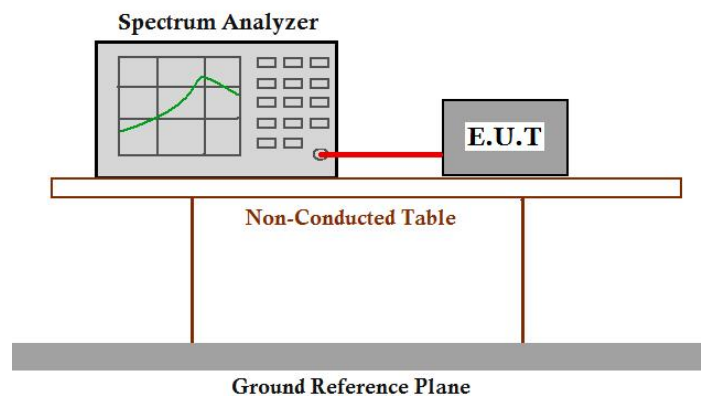 Spectrum Analyzer
E.U.T
Non-Conducted Table
Ground Reference Plane